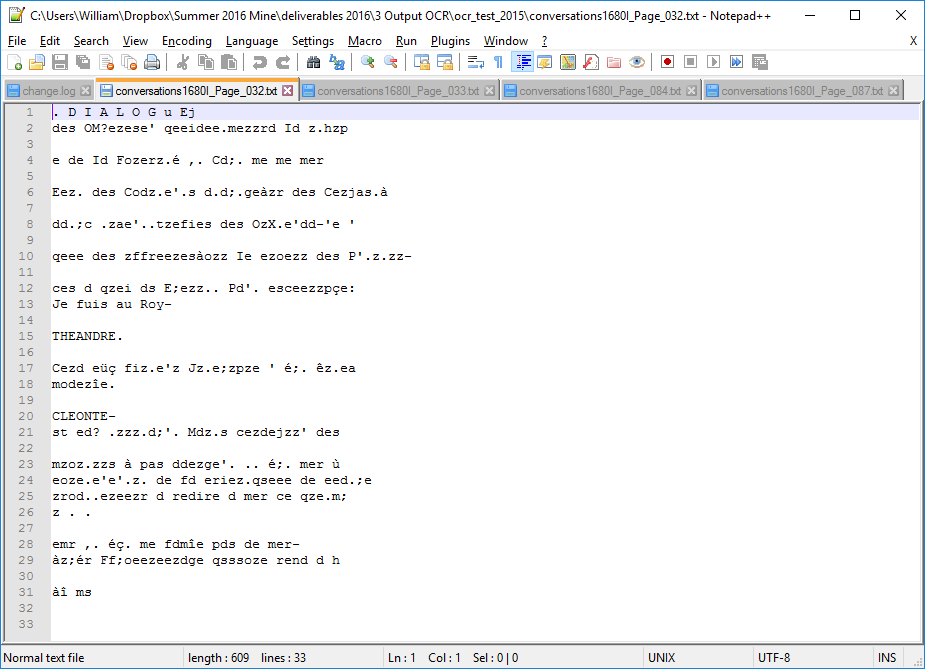 C:\Users\William\Dropbox\Summer 2016 Mine\deliverables 2016\3 Output OCR\ocr_test_2015\conversations1680l_Page_032.txt - Notepad++
File Edit Search View Encoding Language Settings Macro Run Plugins Window ? X
change.log conversations1680l_Page_032.txt conversations1680l_Page_033.txt conversations1680l_Page_084.txt conversations1680l_Page_087.txt
1 . D I A L O G u Ej
2 des OM?ezese' qeeidee.mezzrd Id z.hzp
3
4 e de Id Fozerz.é ,. Cd;. me me mer
5
6 Eez. des Codz.e'.s d.d;.geàzr des Cezjas.à
7
8 dd.;c .zae'..tzefies des OzX.e'dd-'e '
9
10 qeee des zffreezesàozz Ie ezoezz des P'.z.zz-
11
12 ces d qzei ds E;ezz.. Pd'. esceezzpçe:
13 Je fuis au Roy-
14
15 THEANDRE.
16
17 Cezd eüç fiz.e'z Jz.e;zpze ' é;. êz.ea
18 modezîe.
19
20 CLEONTE-
21 st ed? .zzz.d;'. Mdz.s cezdejzz' des
22
23 mzoz.zzs à pas ddezge'. .. é;. mer ù
24 eoze.e'e'.z. de fd eriez.qseee de eed.;e
25 zrod..ezeezr d redire d mer ce qze.m;
26 z . .
27
28 emr ,. éç. me fdmîe pds de mer-
29 àz;ér Ff;oeezeezdge qsssoze rend d h
30
31 àî ms
32
33
Normal text file length : 609 lines : 33 Ln : 1 Col : 1 Sel : 0 | 0 UNIX UTF-8 INS